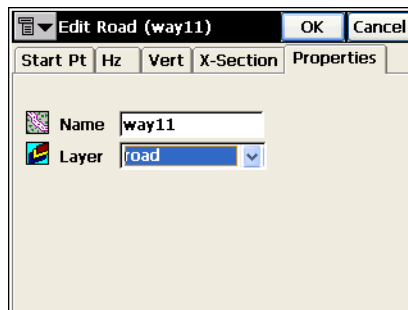 Edit Road (way11) OK Cancel
Start Pt Hz Vert X-Section Properties
Name way11
Layer road